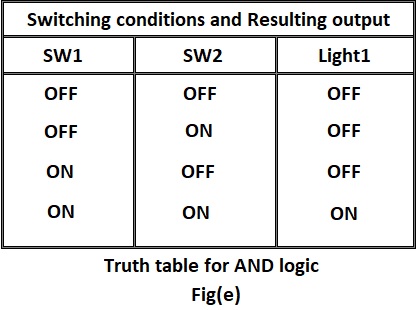 Switching conditions and Resulting output
SW1 SW2 Light1
OFF OFF OFF
OFF ON OFF
ON OFF OFF
ON ON ON
Truth table for AND logic
Fig(e)